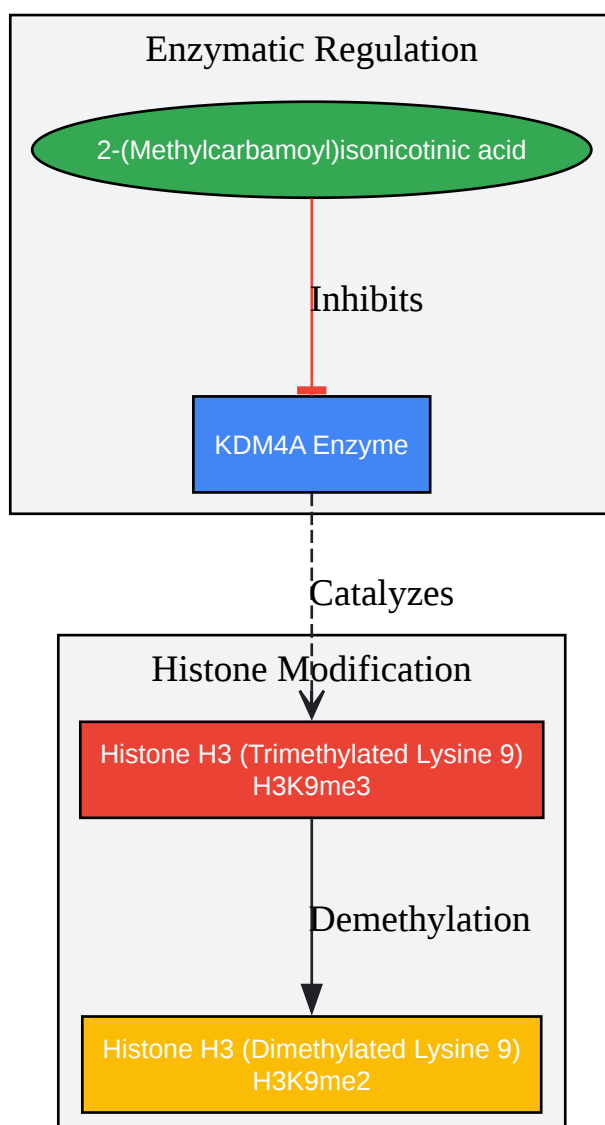 Enzymatic Regulation
2-(Methylcarbamoyl)isonicotinic acid
Inhibits
KDM4A Enzyme
Catalyzes
Histone Modification
Histone H3 (Trimethylated Lysine 9)
H3K9me3
Demethylation
Histone H3 (Dimethylated Lysine 9)
H3K9me2